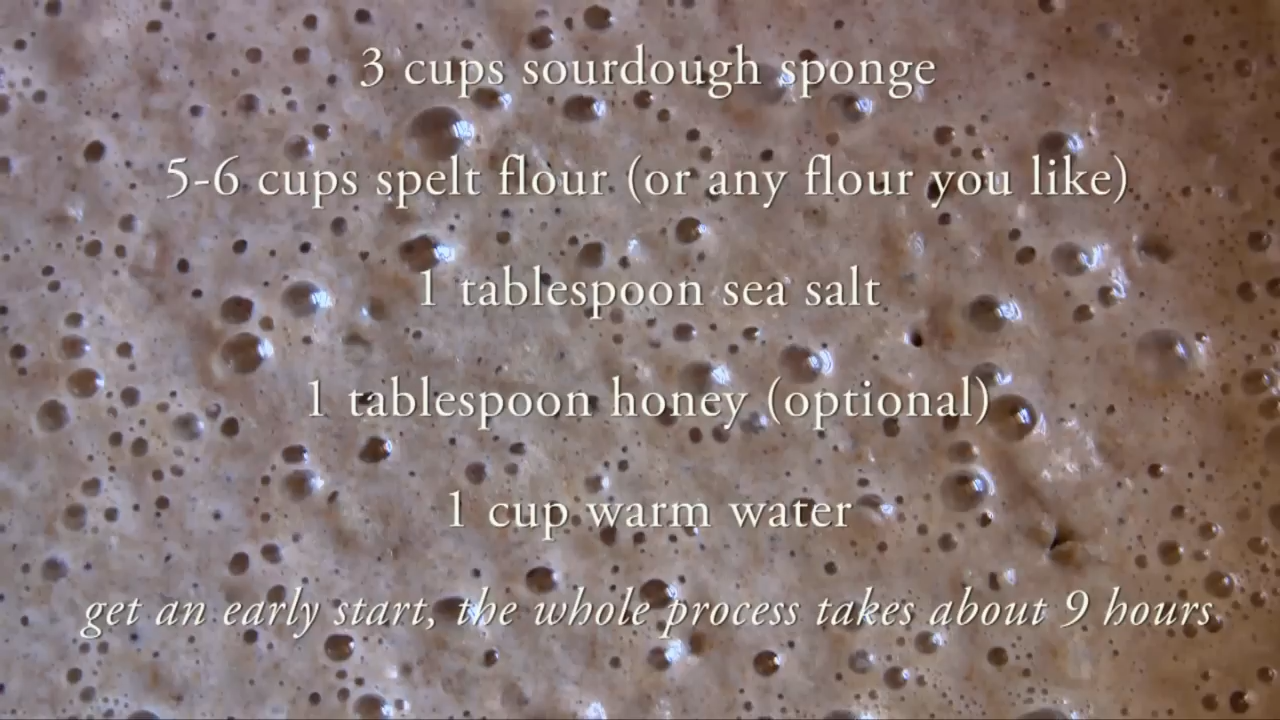 3 cups sourdough sponge
5-6 cups spelt flour (or any flour you like)
1 tablespoon sea salt
1 tablespoon honey (optional)
1 cup warm water
get an early start, the whole process takes about 9 hours